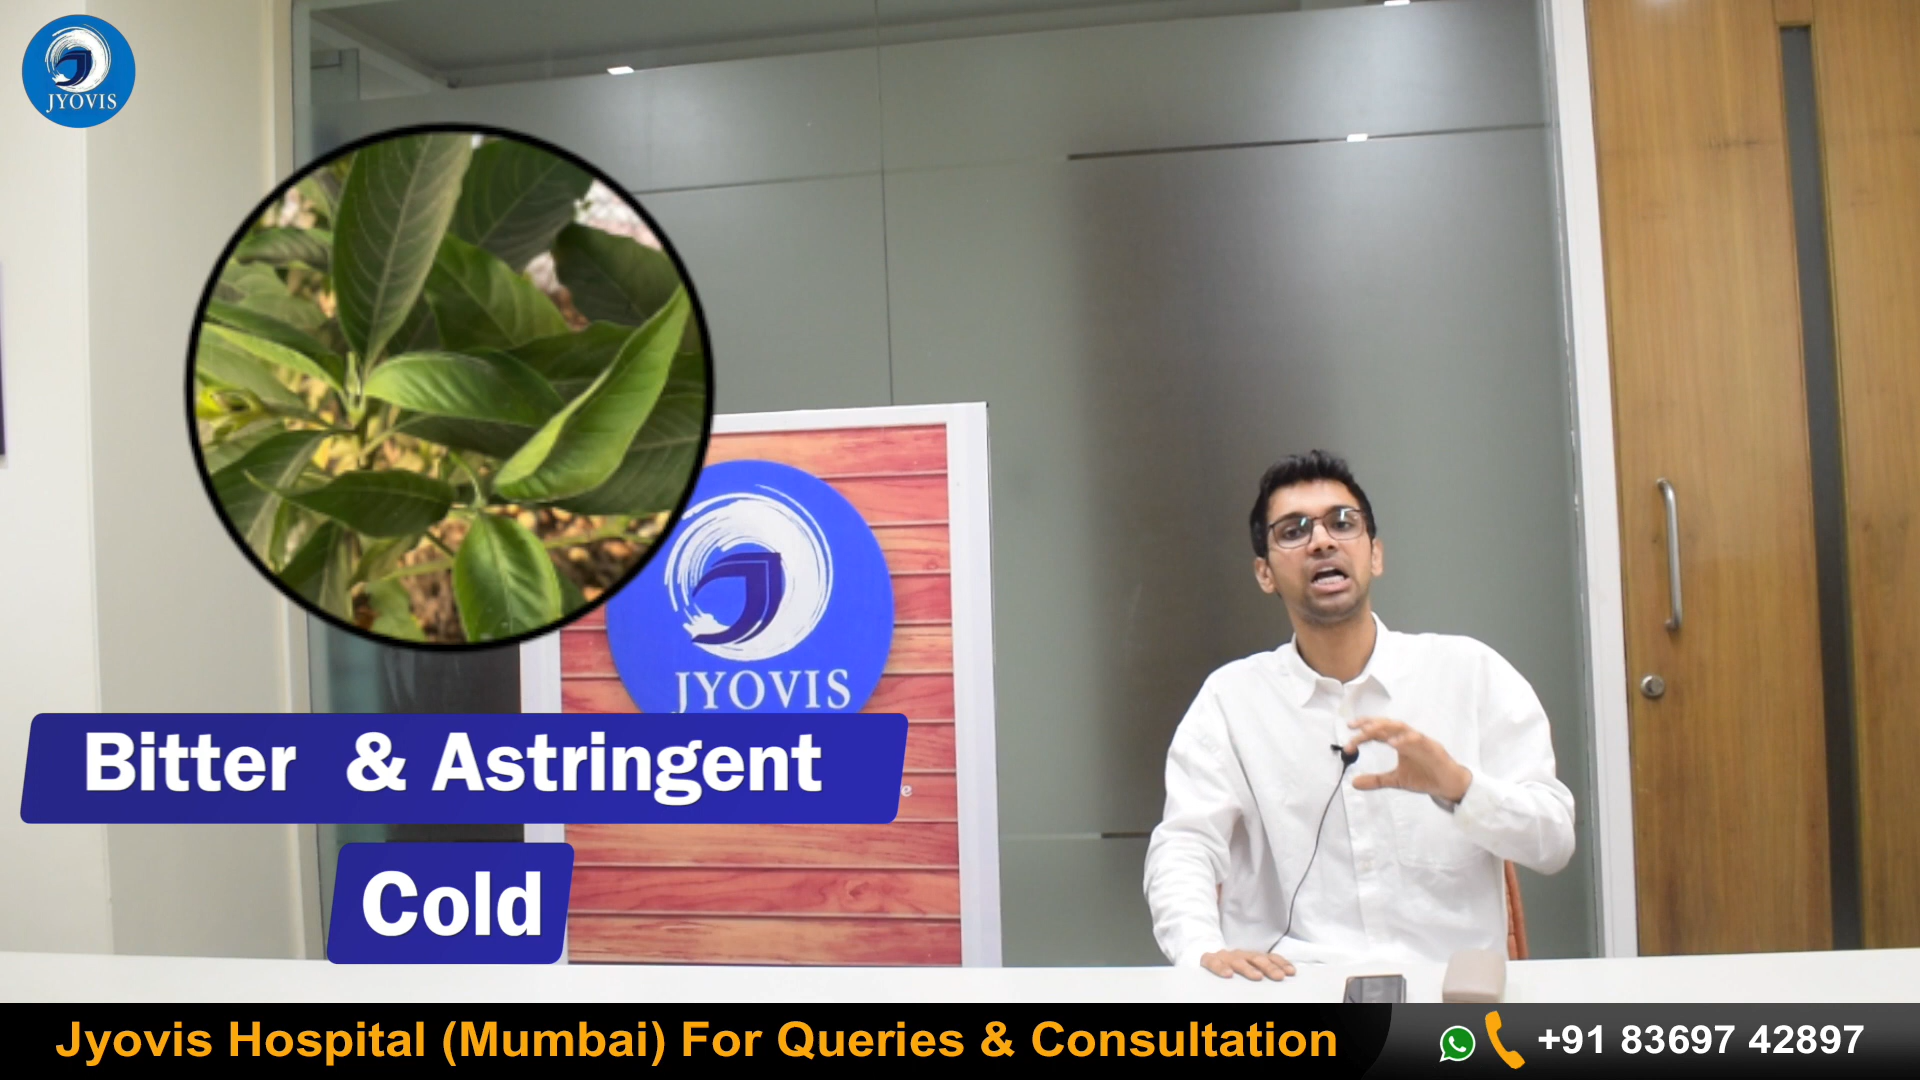 JYOVIS
JYOVIS
Bitter & Astringent
e
Cold
Jyovis Hospital (Mumbai) For Queries & Consultation
+91 83697 42897